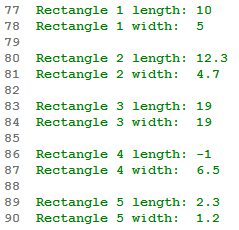 77 Rectangle 1 length: 10
78 Rectangle 1 width:  5
79
80 Rectangle 2 length: 12.3
81 Rectangle 2 width:  4.7
82
83 Rectangle 3 length: 19
84 Rectangle 3 width:  19
85
86 Rectangle 4 length: -1
87 Rectangle 4 width:  6.5
88
89 Rectangle 5 length: 2.3
90 Rectangle 5 width:  1.2